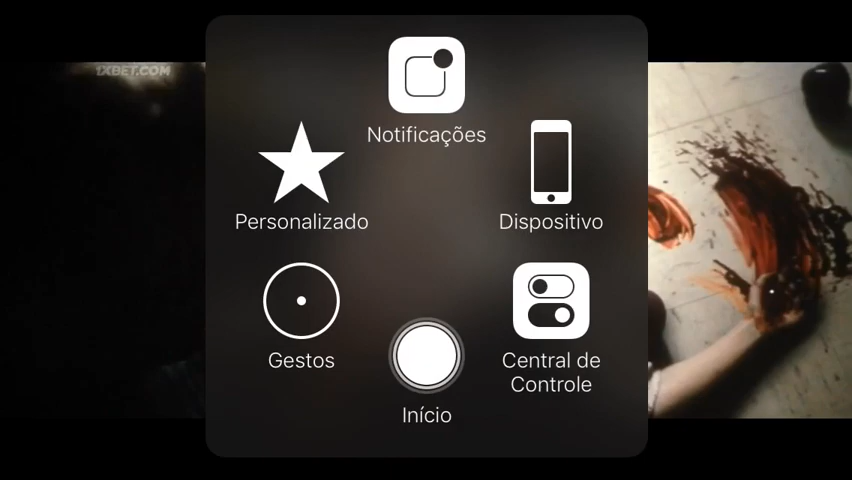 1XBET.COM
Notificações
Personalizado
Dispositivo
Gestos
Central de
Controle
Início